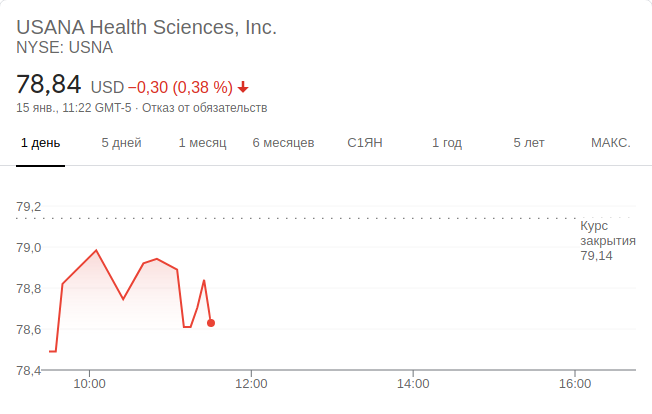 USANA Health Sciences, Inc.
NYSE: USNA
78,84 USD −0,30 (0,38 %)
15 янв., 11:22 GMT-5 · Отказ от обязательств
1 день 5 дней 1 месяц 6 месяцев С1ЯН 1 год 5 лет МАКС.
79,2
Курс
закрытия
79,14
79,0
78,8
78,6
78,4
10:00 12:00 14:00 16:00